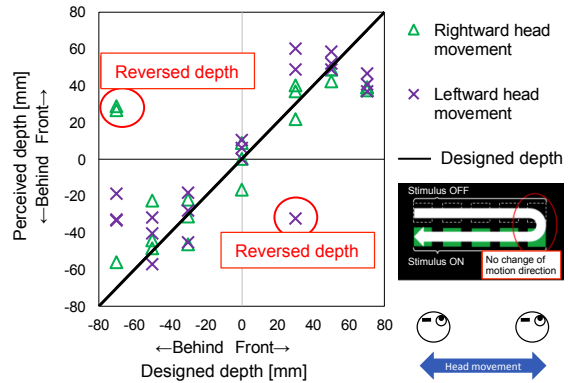 80
60
40
20
0
-20
-40
-60
-80
-80 -60 -40 -20 0 20 40 60 80
Perceived depth [mm]
←Behind Front→
←Behind Front→
Designed depth [mm]
Reversed depth
Reversed depth
Rightward head
movement
Leftward head
movement
Designed depth
Stimulus OFF
Stimulus ON
No change of
motion direction
Head movement